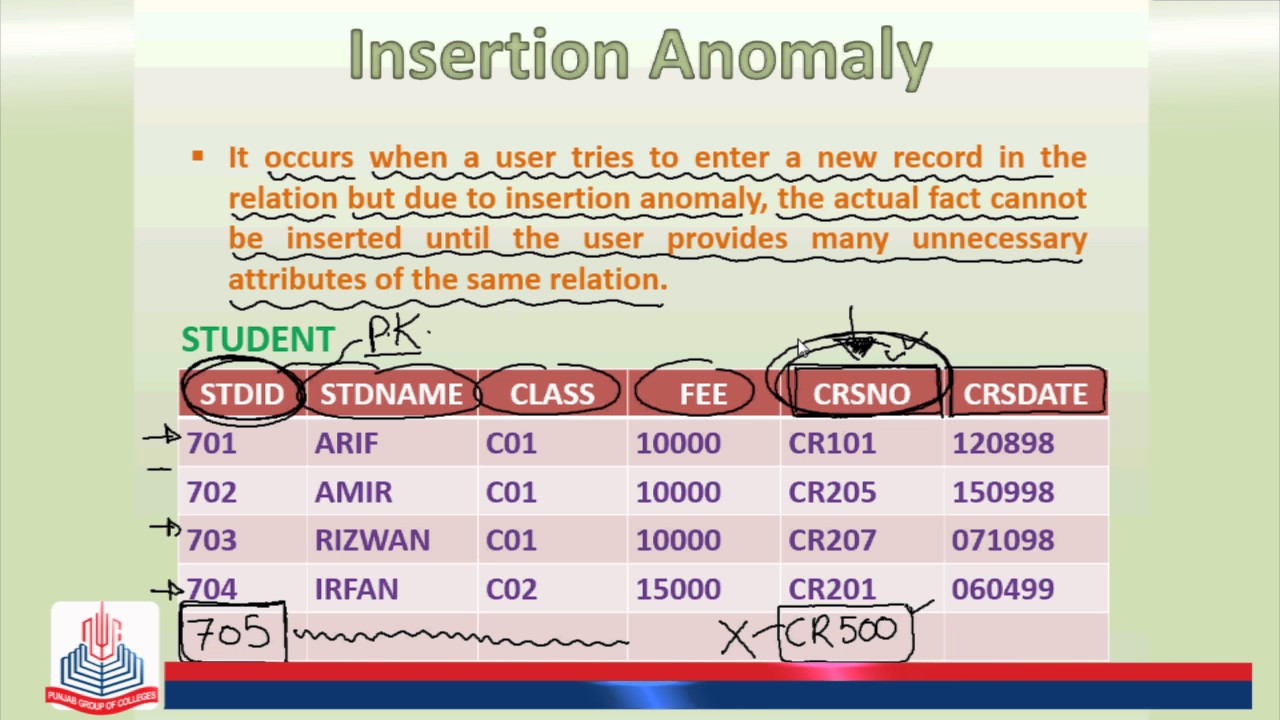 Insertion Anomaly
▪ It occurs when a user tries to enter a new record in the
relation but due to insertion anomaly, the actual fact cannot
be inserted until the user provides many unnecessary
attributes of the same relation.
STUDENT P.K.
STDID STDNAME CLASS FEE CRSNO CRSDATE
701 ARIF C01 10000 CR101 120898
702 AMIR C01 10000 CR205 150998
703 RIZWAN C01 10000 CR207 071098
704 IRFAN C02 15000 CR201 060499
705 X CR500
PUNJAB GROUP OF COLLEGES